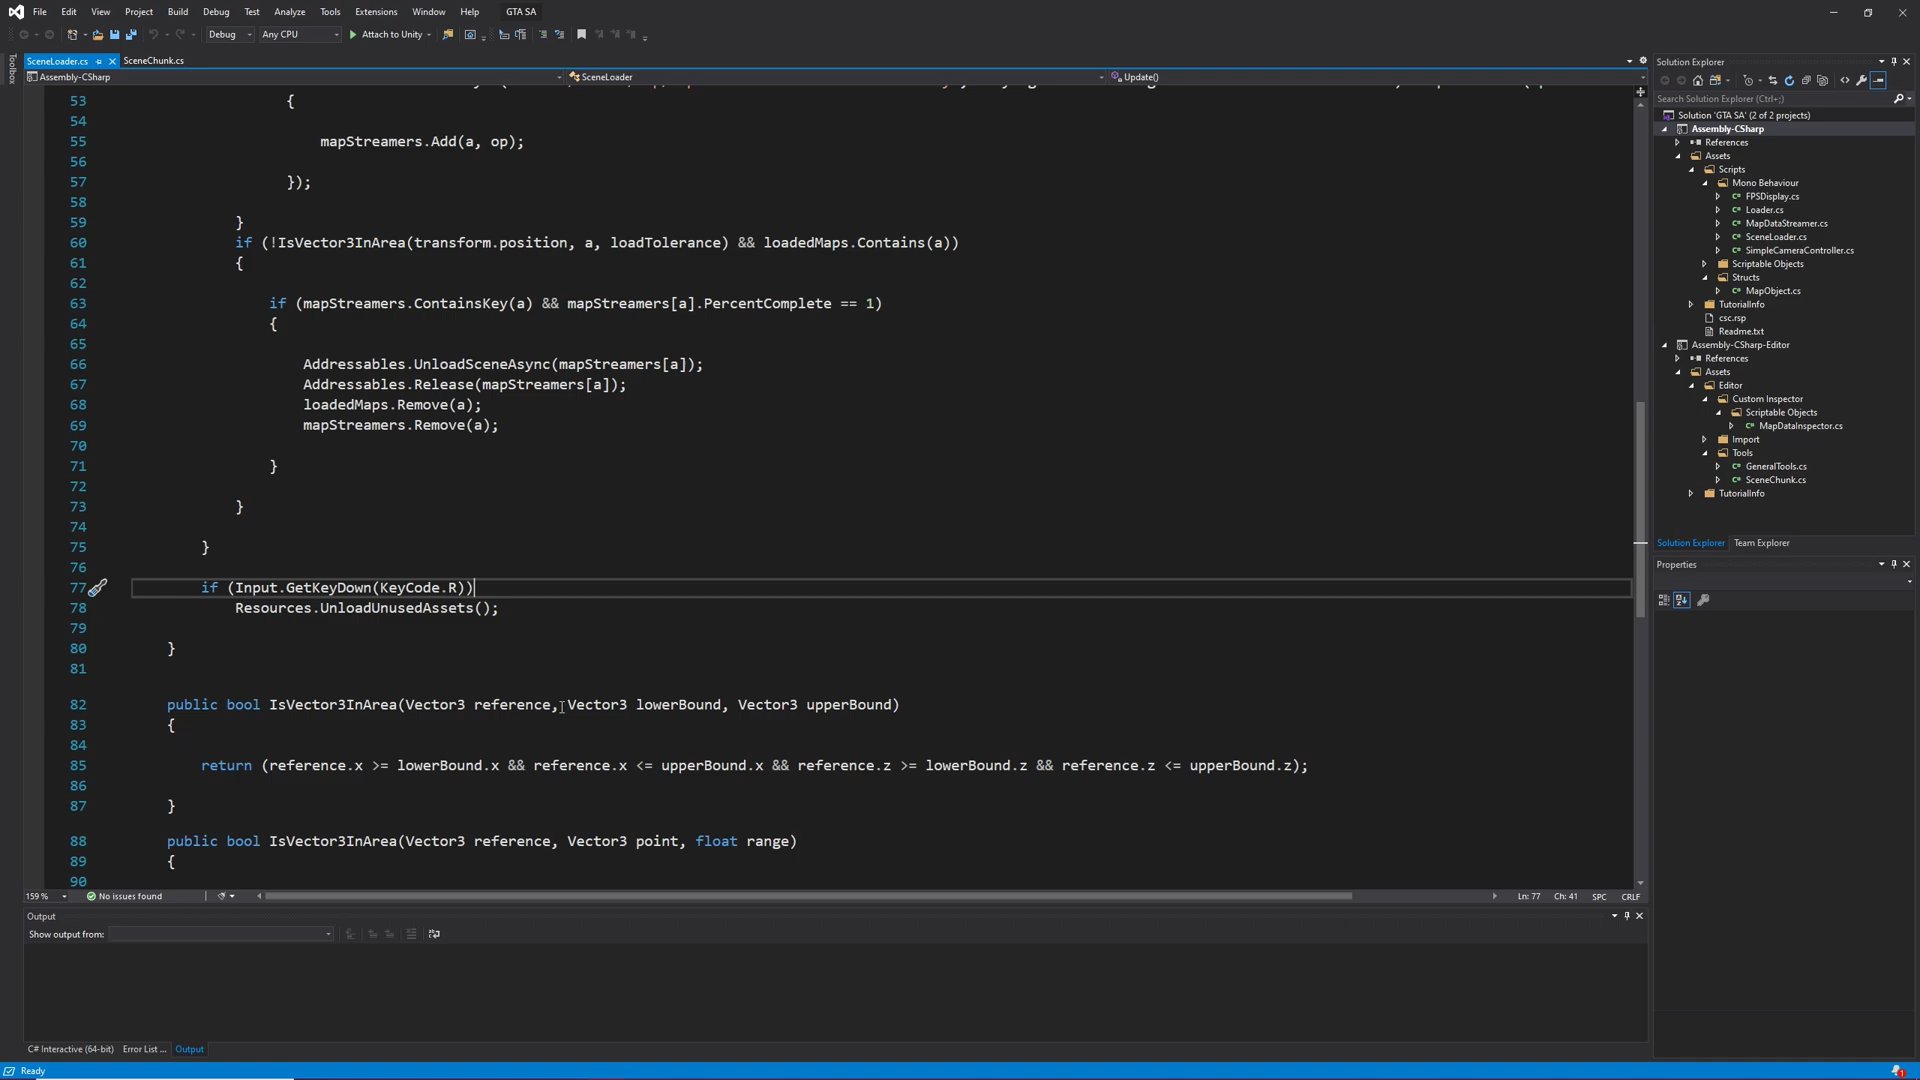 File Edit View Project Build Debug Test Analyze Tools Extensions Window Help GTA SA
Debug Any CPU Attach to Unity
Toolbox
SceneLoader.cs SceneChunk.cs
Assembly-CSharp SceneLoader Update()
53 {
54
55 mapStreamers.Add(a, op);
56
57 });
58
59 }
60 if (!IsVector3InArea(transform.position, a, loadTolerance) && loadedMaps.Contains(a))
61 {
62
63 if (mapStreamers.ContainsKey(a) && mapStreamers[a].PercentComplete == 1)
64 {
65
66 Addressables.UnloadSceneAsync(mapStreamers[a]);
67 Addressables.Release(mapStreamers[a]);
68 loadedMaps.Remove(a);
69 mapStreamers.Remove(a);
70
71 }
72
73 }
74
75 }
76
77 if (Input.GetKeyDown(KeyCode.R))
78 Resources.UnloadUnusedAssets();
79
80 }
81
82 public bool IsVector3InArea(Vector3 reference, Vector3 lowerBound, Vector3 upperBound)
83 {
84
85 return (reference.x >= lowerBound.x && reference.x <= upperBound.x && reference.z >= lowerBound.z && reference.z <= upperBound.z);
86
87 }
88 public bool IsVector3InArea(Vector3 reference, Vector3 point, float range)
89 {
90
159 % No issues found Ln: 77 Ch: 41 SPC CRLF
Output
Show output from:
C# Interactive (64-bit) Error List ... Output
Ready
Solution Explorer
Search Solution Explorer (Ctrl+;)
Solution 'GTA SA' (2 of 2 projects)
Assembly-CSharp
References
Assets
Scripts
Mono Behaviour
FPSDisplay.cs
Loader.cs
MapDataStreamer.cs
SceneLoader.cs
SimpleCameraController.cs
Scriptable Objects
Structs
MapObject.cs
TutorialInfo
csc.rsp
Readme.txt
Assembly-CSharp-Editor
References
Assets
Editor
Custom Inspector
Scriptable Objects
MapDataInspector.cs
Import
Tools
GeneralTools.cs
SceneChunk.cs
TutorialInfo
Solution Explorer Team Explorer
Properties
1